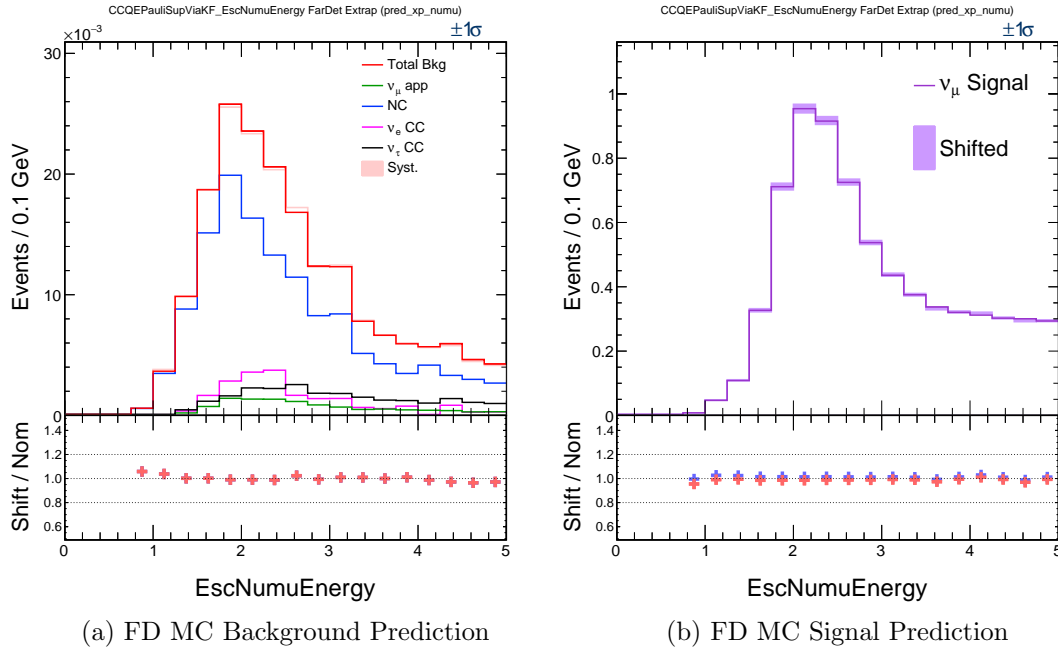 CCQEPauliSupViaKF_EscNumuEnergy FarDet Extrap (pred_xp_numu)
×10⁻³
±1σ
30
20
10
0
Events / 0.1 GeV
Total Bkg
νμ app
NC
νe CC
ντ CC
Syst.
1.4
1.2
1.0
0.8
0.6
Shift / Nom
0 1 2 3 4 5
EscNumuEnergy
(a) FD MC Background Prediction
CCQEPauliSupViaKF_EscNumuEnergy FarDet Extrap (pred_xp_numu)
±1σ
1
0.8
0.6
0.4
0.2
0
Events / 0.1 GeV
νμ Signal
Shifted
1.4
1.2
1.0
0.8
0.6
Shift / Nom
0 1 2 3 4 5
EscNumuEnergy
(b) FD MC Signal Prediction